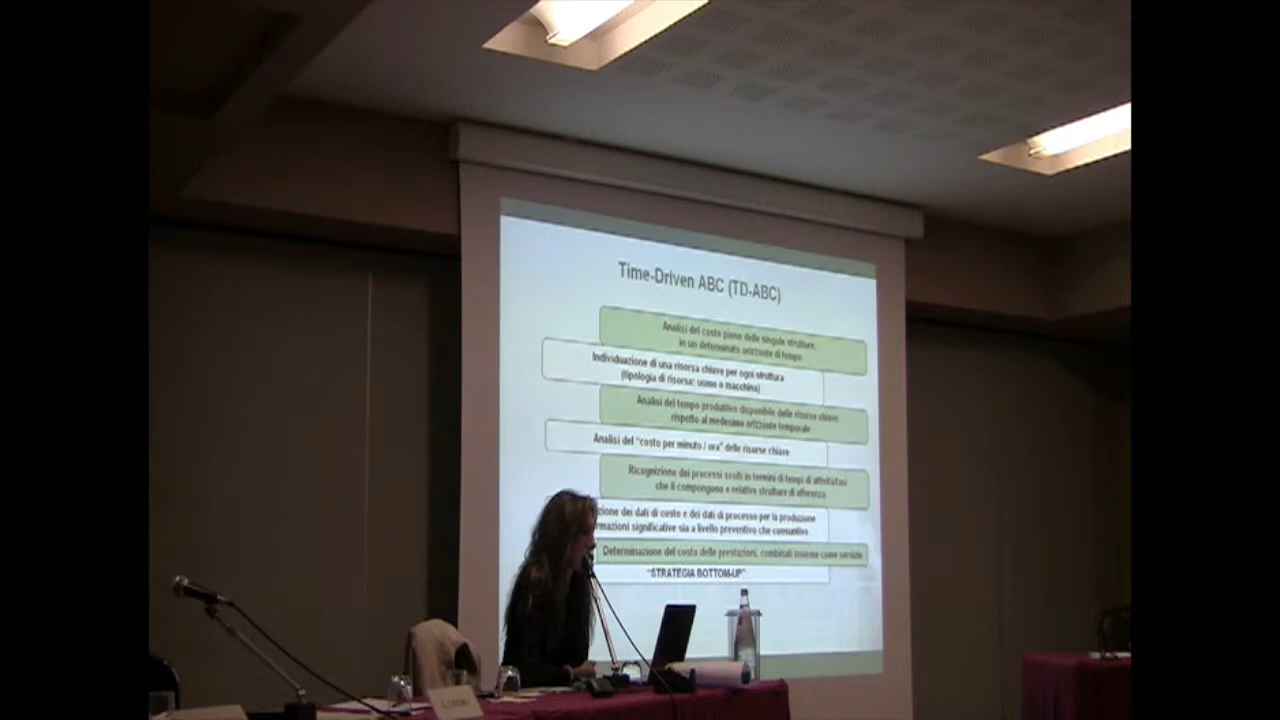 Time-Driven ABC (TD-ABC)
Analisi del costo pieno delle singole strutture,
in un determinato orizzonte di tempo
Individuazione di una risorsa chiave per ogni struttura
(tipologia di risorsa: uomo o macchina)
Analisi del tempo produttivo disponibile delle risorse chiave
rispetto al medesimo orizzonte temporale
Analisi del "costo per minuto / ora" delle risorse chiave
Ricognizione dei processi svolti in termini di tempi di attività/fasi
che li compongono e relative strutture di afferenza
zione dei dati di costo e dei dati di processo per la produzione
rmazioni significative sia a livello preventivo che consuntivo
Determinazione del costo delle prestazioni, combinati insieme come servizio
"STRATEGIA BOTTOM-UP"